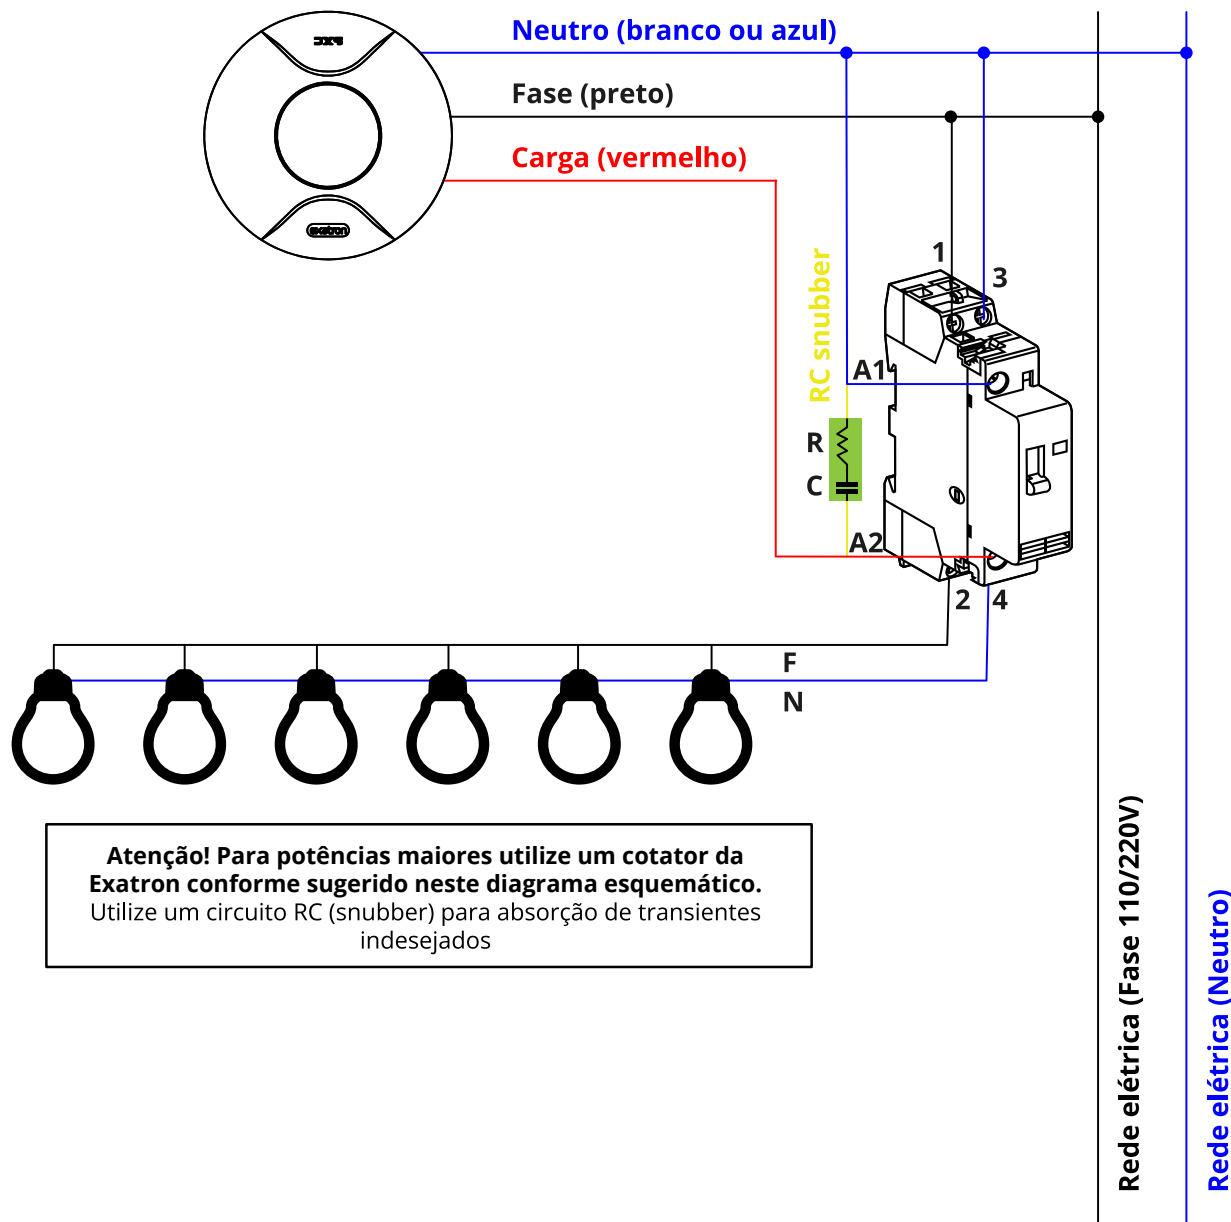 Neutro (branco ou azul)
Fase (preto)
Carga (vermelho)
exatron
1
3
RC snubber
A1
R
C
A2
2
4
F
N
Atenção! Para potências maiores utilize um cotator da
Exatron conforme sugerido neste diagrama esquemático.
Utilize um circuito RC (snubber) para absorção de transientes
indesejados
Rede elétrica (Fase 110/220V)
Rede elétrica (Neutro)